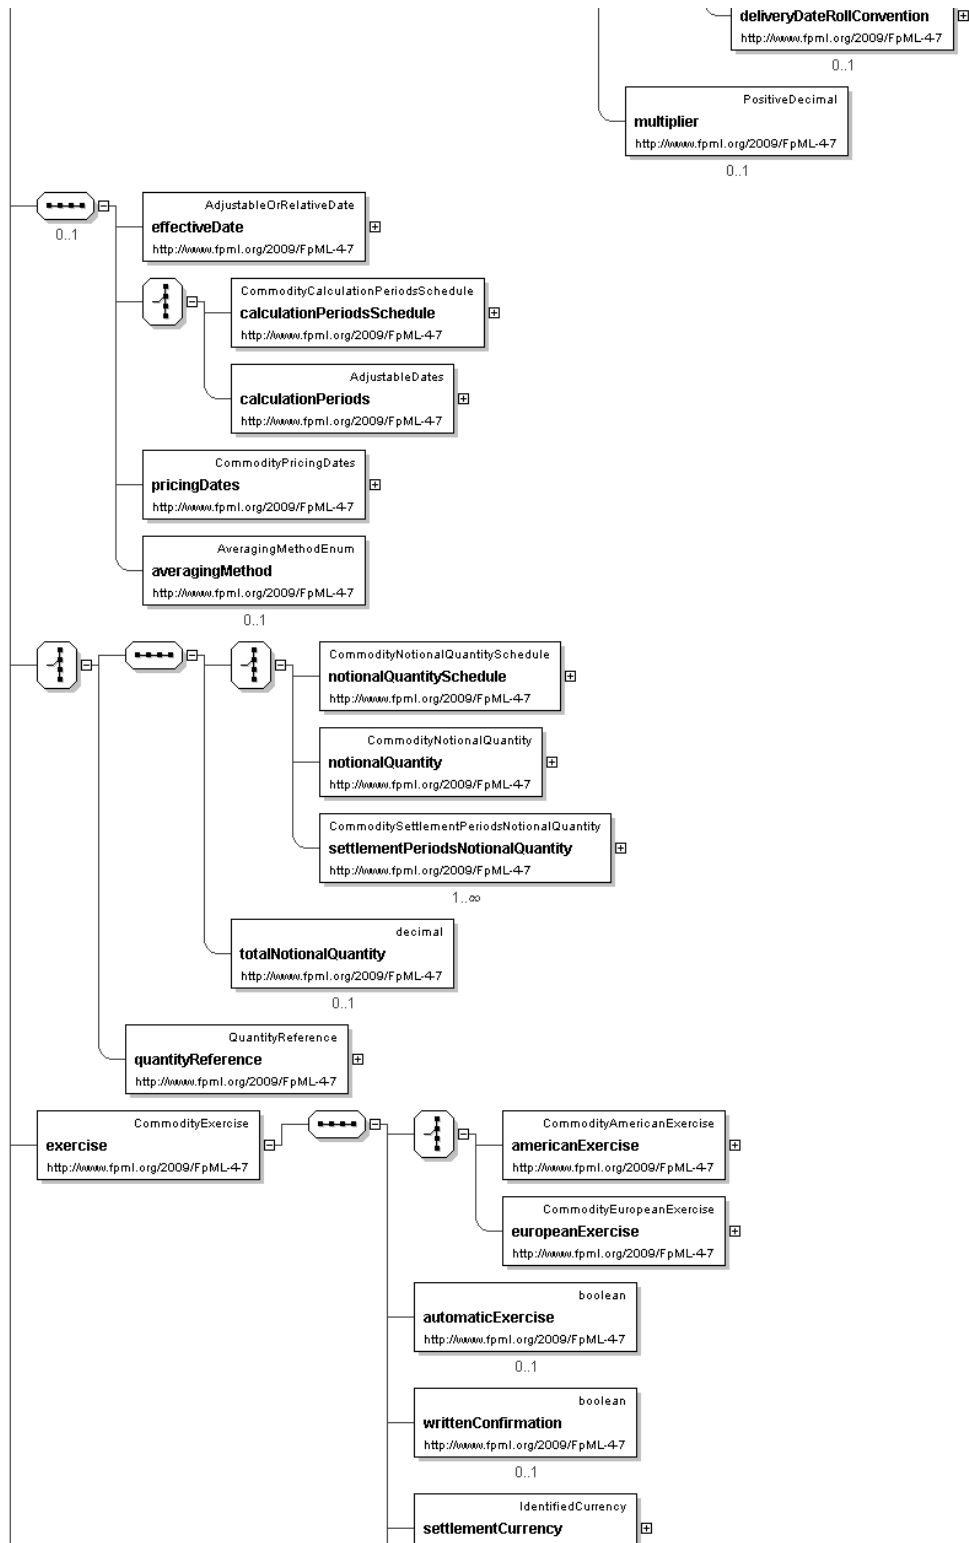 deliveryDateRollConvention
http://www.fpml.org/2009/FpML-4-7
0..1
PositiveDecimal
multiplier
http://www.fpml.org/2009/FpML-4-7
0..1
0..1
AdjustableOrRelativeDate
effectiveDate
http://www.fpml.org/2009/FpML-4-7
CommodityCalculationPeriodsSchedule
calculationPeriodsSchedule
http://www.fpml.org/2009/FpML-4-7
AdjustableDates
calculationPeriods
http://www.fpml.org/2009/FpML-4-7
CommodityPricingDates
pricingDates
http://www.fpml.org/2009/FpML-4-7
AveragingMethodEnum
averagingMethod
http://www.fpml.org/2009/FpML-4-7
0..1
CommodityNotionalQuantitySchedule
notionalQuantitySchedule
http://www.fpml.org/2009/FpML-4-7
CommodityNotionalQuantity
notionalQuantity
http://www.fpml.org/2009/FpML-4-7
CommoditySettlementPeriodsNotionalQuantity
settlementPeriodsNotionalQuantity
http://www.fpml.org/2009/FpML-4-7
1..∞
decimal
totalNotionalQuantity
http://www.fpml.org/2009/FpML-4-7
0..1
QuantityReference
quantityReference
http://www.fpml.org/2009/FpML-4-7
CommodityExercise
exercise
http://www.fpml.org/2009/FpML-4-7
CommodityAmericanExercise
americanExercise
http://www.fpml.org/2009/FpML-4-7
CommodityEuropeanExercise
europeanExercise
http://www.fpml.org/2009/FpML-4-7
boolean
automaticExercise
http://www.fpml.org/2009/FpML-4-7
0..1
boolean
writtenConfirmation
http://www.fpml.org/2009/FpML-4-7
0..1
IdentifiedCurrency
settlementCurrency